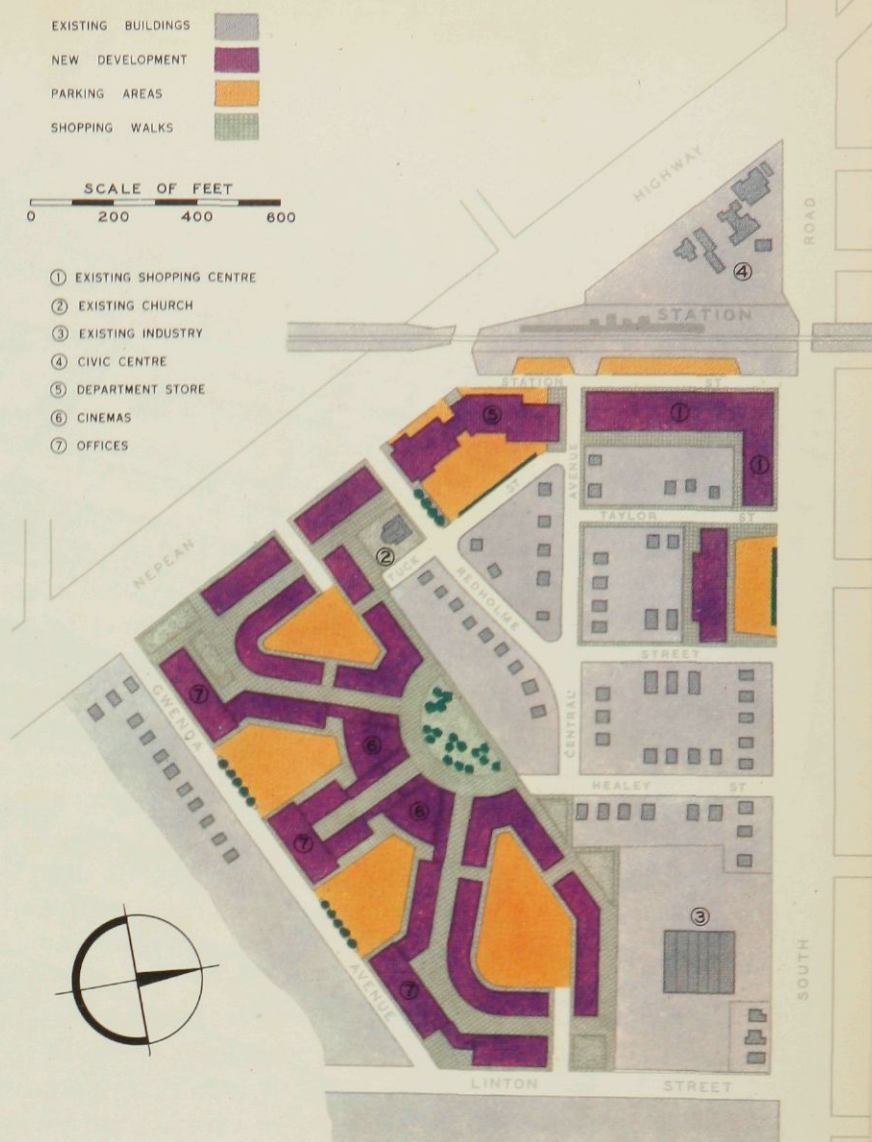 EXISTING BUILDINGS
NEW DEVELOPMENT
PARKING AREAS
SHOPPING WALKS
SCALE OF FEET
0 200 400 600
① EXISTING SHOPPING CENTRE
② EXISTING CHURCH
③ EXISTING INDUSTRY
④ CIVIC CENTRE
⑤ DEPARTMENT STORE
⑥ CINEMAS
⑦ OFFICES
HIGHWAY
ROAD
④
STATION
STATION ST
⑤
①
①
AVENUE
ST
TAYLOR ST
②
TUCK
REDHOLME
NEPEAN
STREET
⑦
GWENDA
⑥
CENTRAL
HEALEY ST
⑥
⑦
③
⑦
AVENUE
SOUTH
LINTON STREET